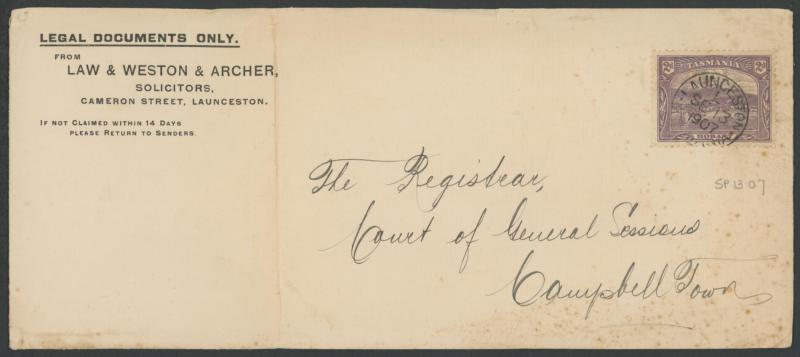 LEGAL DOCUMENTS ONLY.
FROM
LAW & WESTON & ARCHER,
SOLICITORS,
CAMERON STREET, LAUNCESTON.
IF NOT CLAIMED WITHIN 14 DAYS
PLEASE RETURN TO SENDERS.
TASMANIA
LAUNCESTON
1907
The Registrar,
Court of General Sessions
Campbell Town
SP 13 07